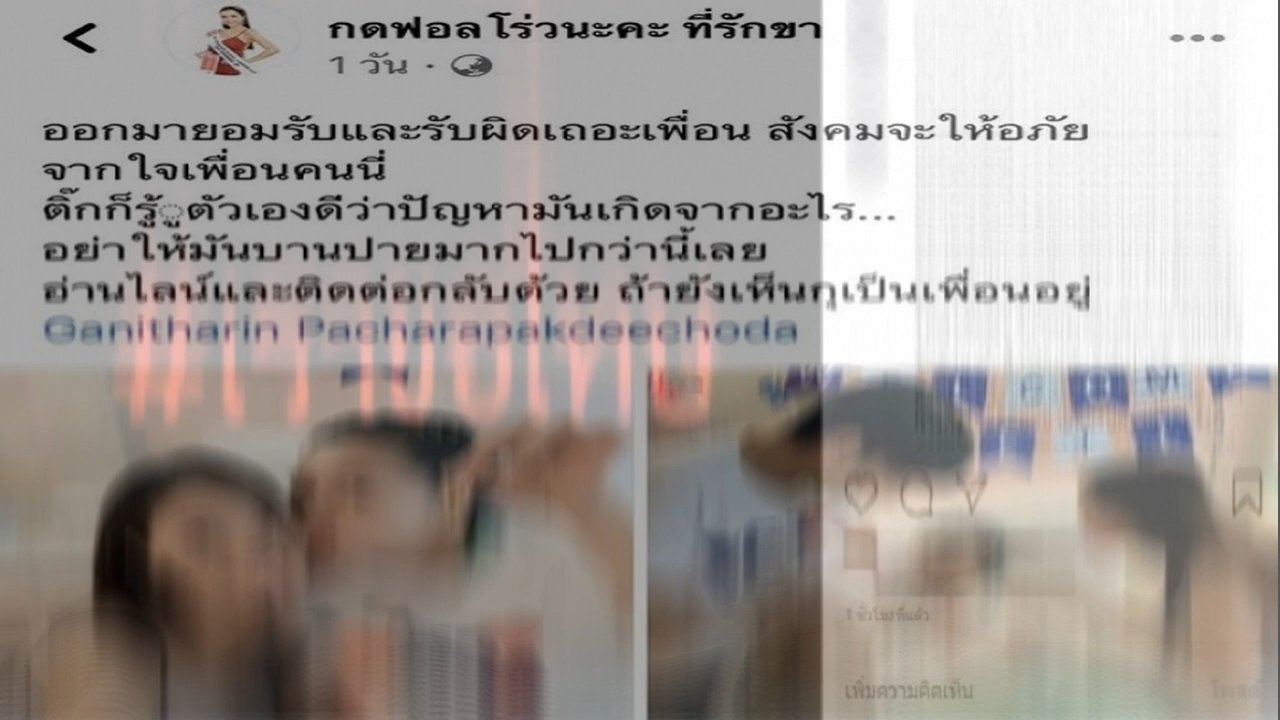 กดฟอลโร่วนะคะ ที่รักขา
1 วัน ·
ออกมายอมรับและรับผิดเถอะเพื่อน สังคมจะให้อภัย
จากใจเพื่อนคนนี่
ติ๊กก็รู้ ูตัวเองดีว่าปัญหามันเกิดจากอะไร...
อย่าให้มันบานปายมากไปกว่านี้เลย
อ่านไลน์และติดต่อกลับด้วย ถ้ายังเห็นกุเป็นเพื่อนอยู่
Ganitharin Pacharapakdeechoda
1 ชั่วโมงที่แล้ว
เพิ่มความคิดเห็น
โพสต์